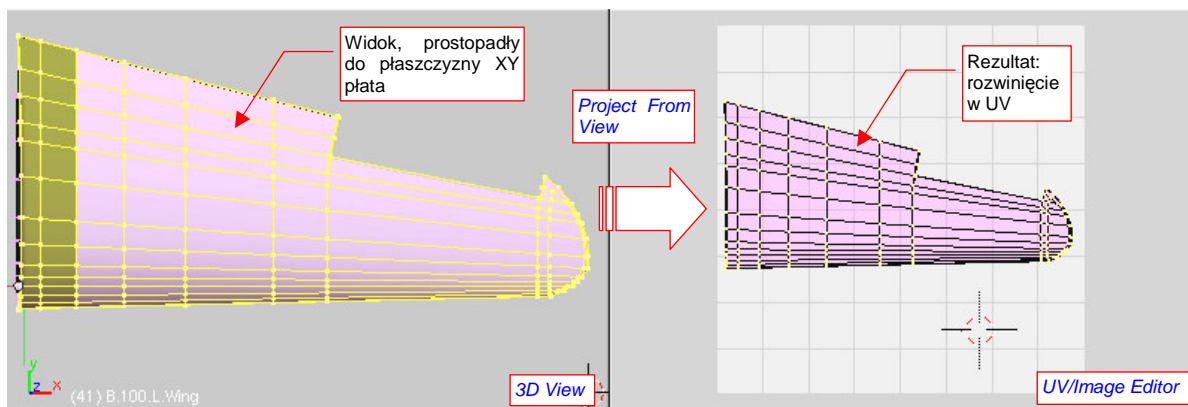 Widok, prostopadły
do płaszczyzny XY
płata
Project From
View
Rezultat:
rozwinięcie
w UV
y
z x
(41) B.100.L.Wing
3D View
UV/Image Editor